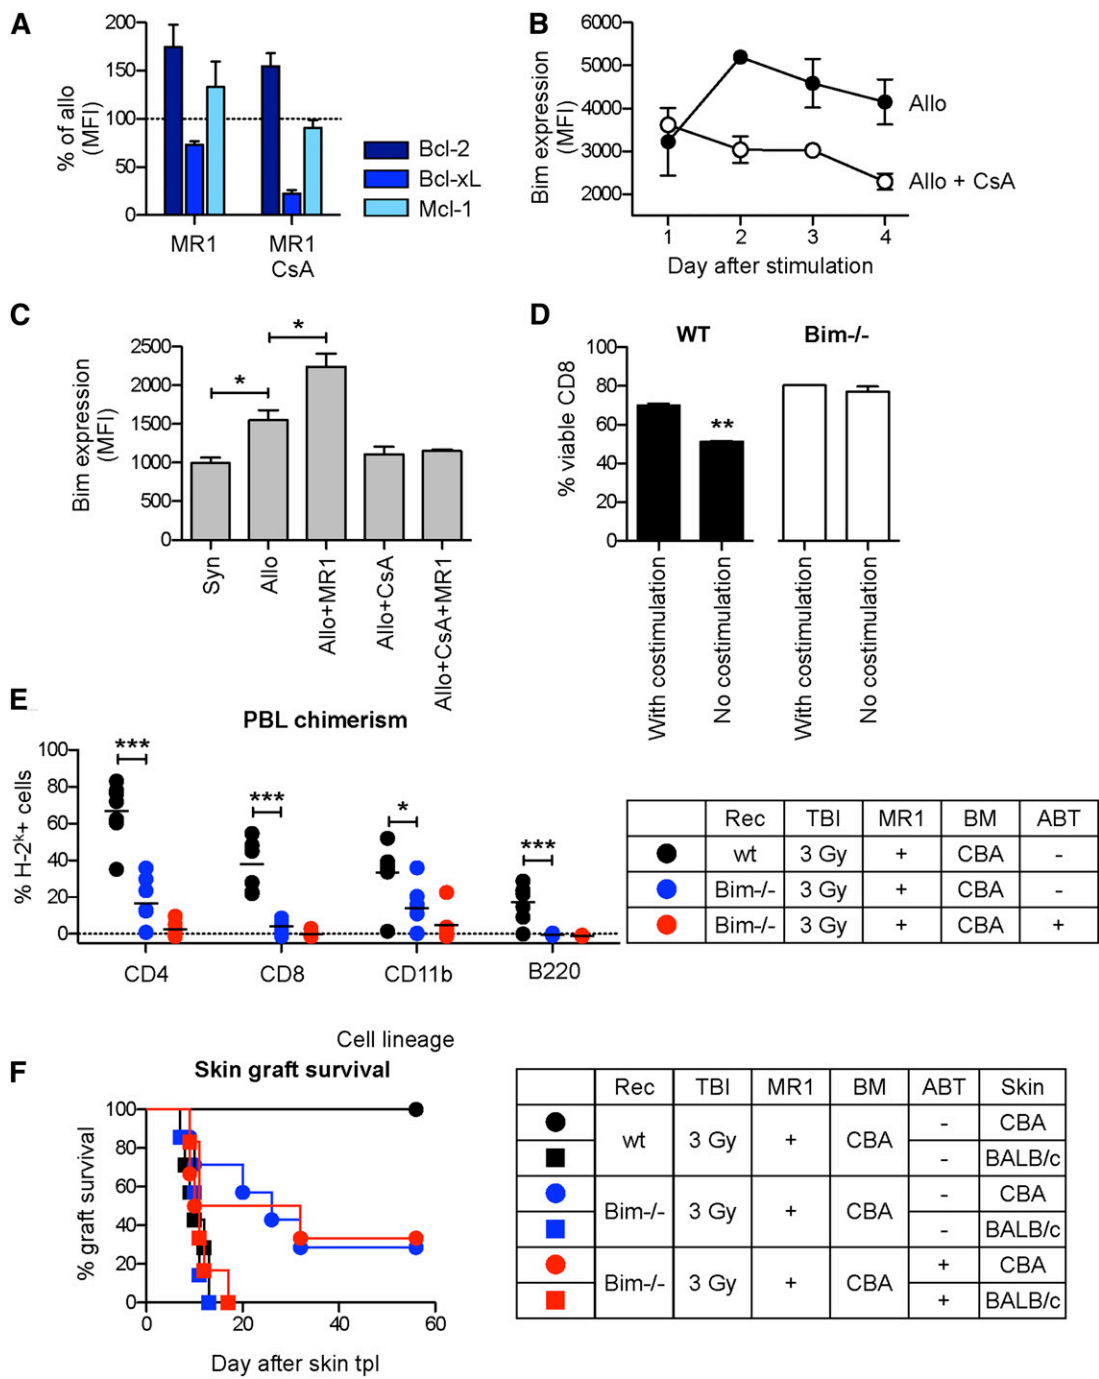 A
200
150
100
50
0
% of allo
(MFI)
MR1
MR1
CsA
Bcl-2
Bcl-xL
Mcl-1
B
6000
5000
4000
3000
2000
Bim expression
(MFI)
Allo
Allo + CsA
1 2 3 4
Day after stimulation
C
2500
2000
1500
1000
500
0
Bim expression
(MFI)
* *
Syn
Allo
Allo+MR1
Allo+CsA
Allo+CsA+MR1
D
WT Bim-/-
100
80
60
40
20
0
% viable CD8
**
With costimulation
No costimulation
With costimulation
No costimulation
E
PBL chimerism
100
80
60
40
20
0
% H-2k+ cells
*** *** * ***
CD4 CD8 CD11b B220
Cell lineage
Rec TBI MR1 BM ABT
wt 3 Gy + CBA -
Bim-/- 3 Gy + CBA -
Bim-/- 3 Gy + CBA +
F
Skin graft survival
100
80
60
40
20
0
% graft survival
0 20 40 60
Day after skin tpl
Rec TBI MR1 BM ABT Skin
wt 3 Gy + CBA - CBA
- BALB/c
Bim-/- 3 Gy + CBA - CBA
- BALB/c
Bim-/- 3 Gy + CBA + CBA
+ BALB/c